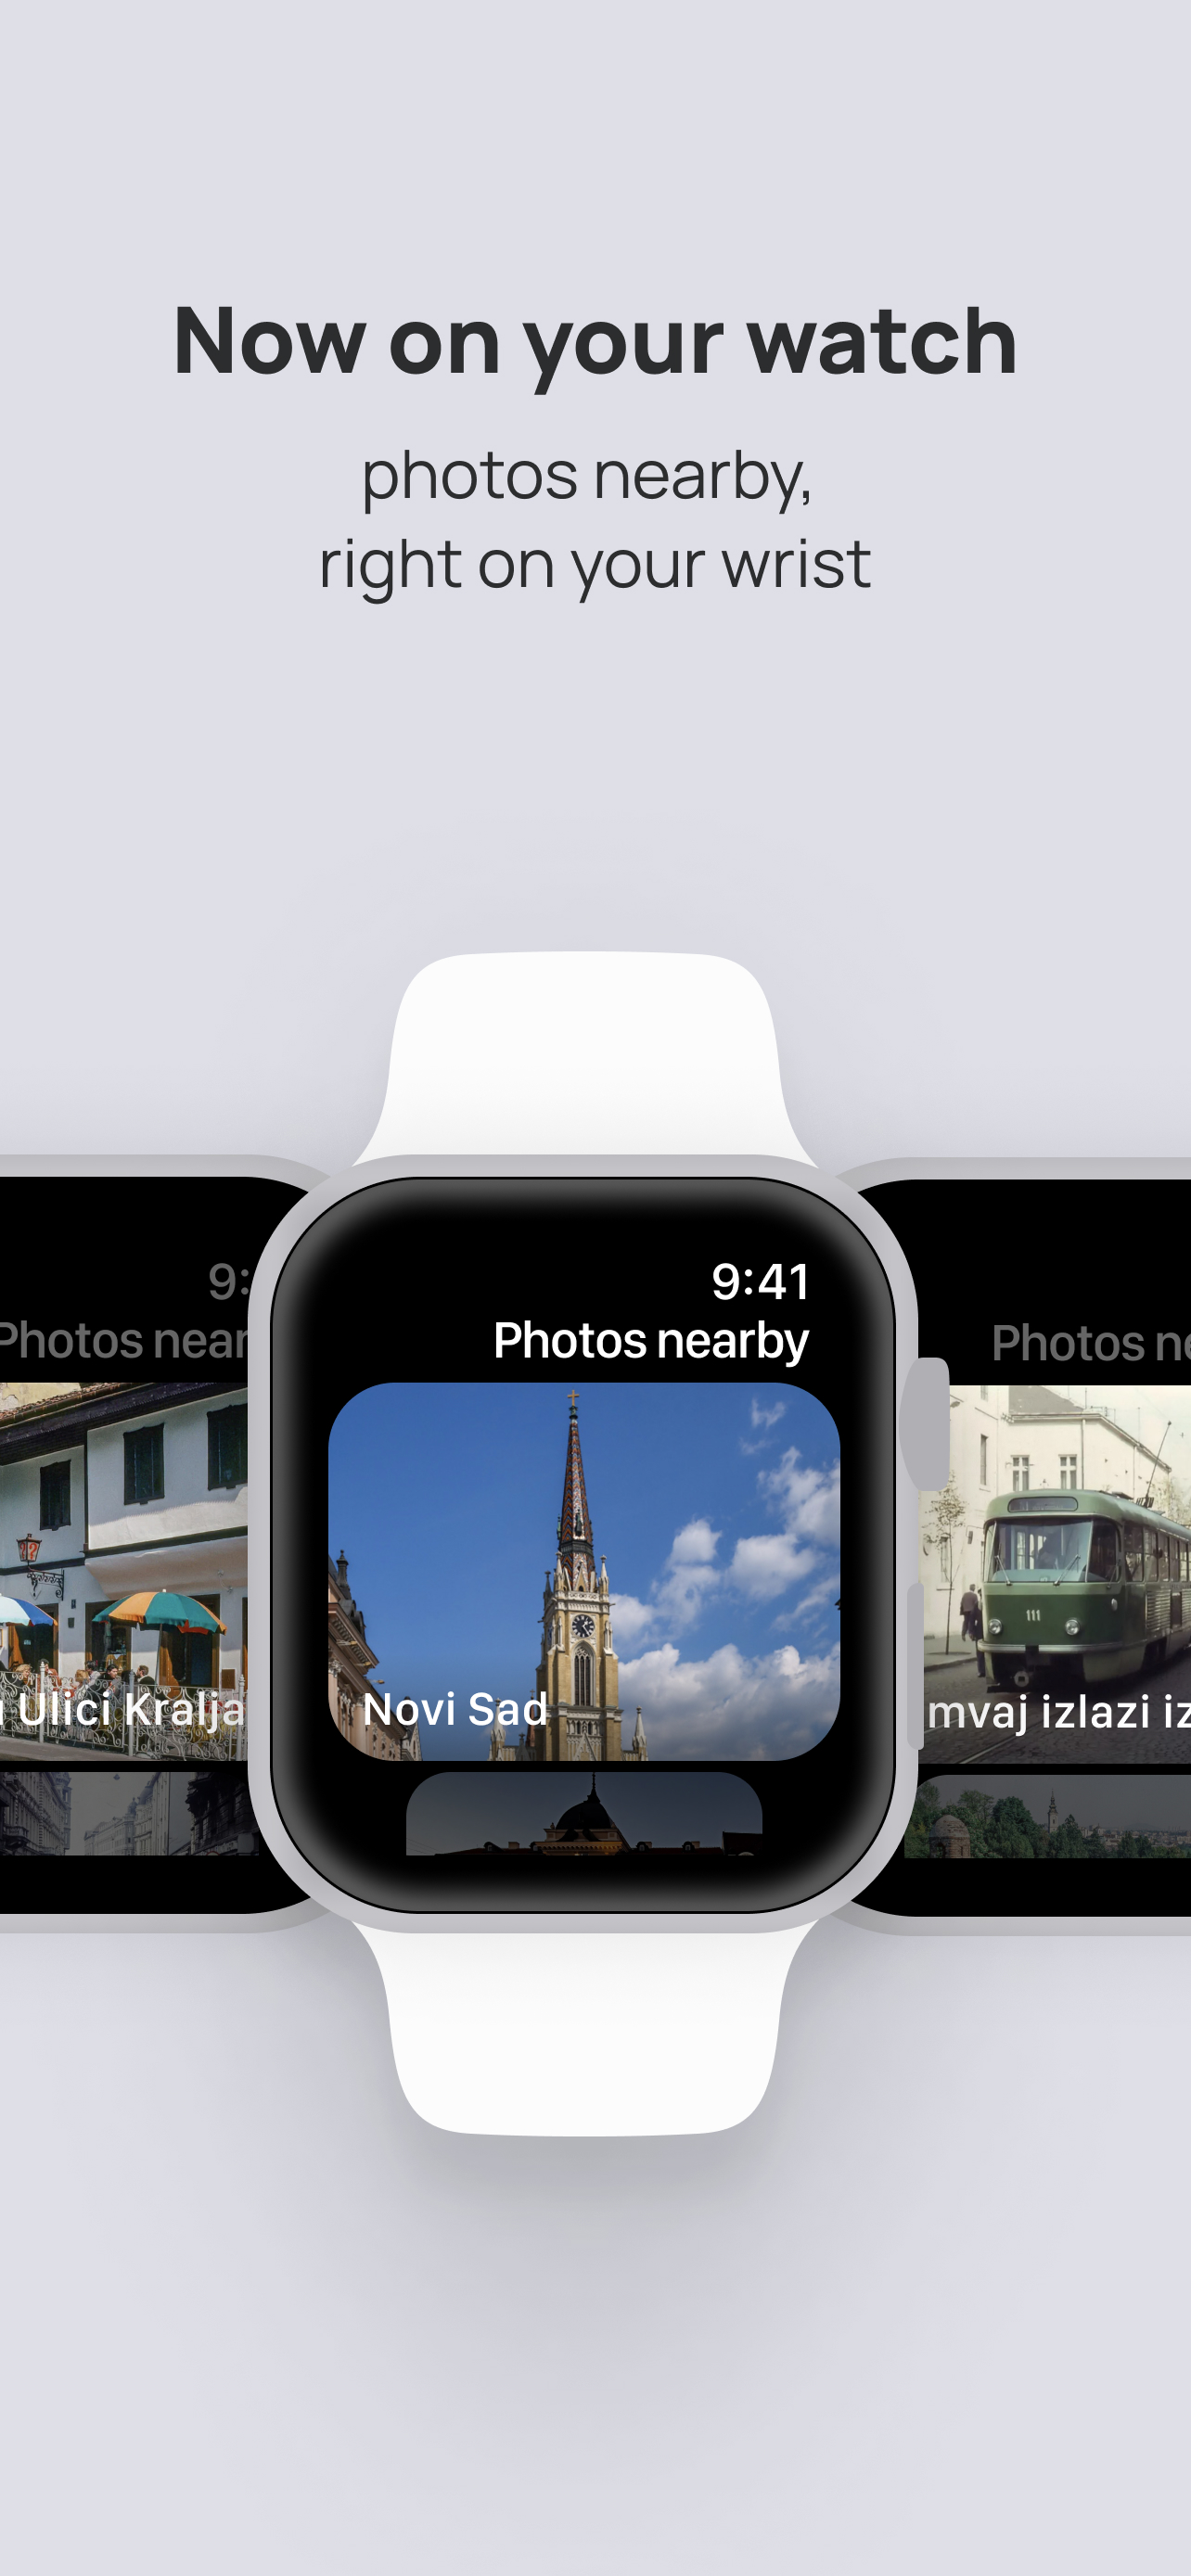 Now on your watch
photos nearby,
right on your wrist
9:
Photos near
Ulici Kralja
9:41
Photos nearby
Novi Sad
Photos ne
111
mvaj izlazi iz